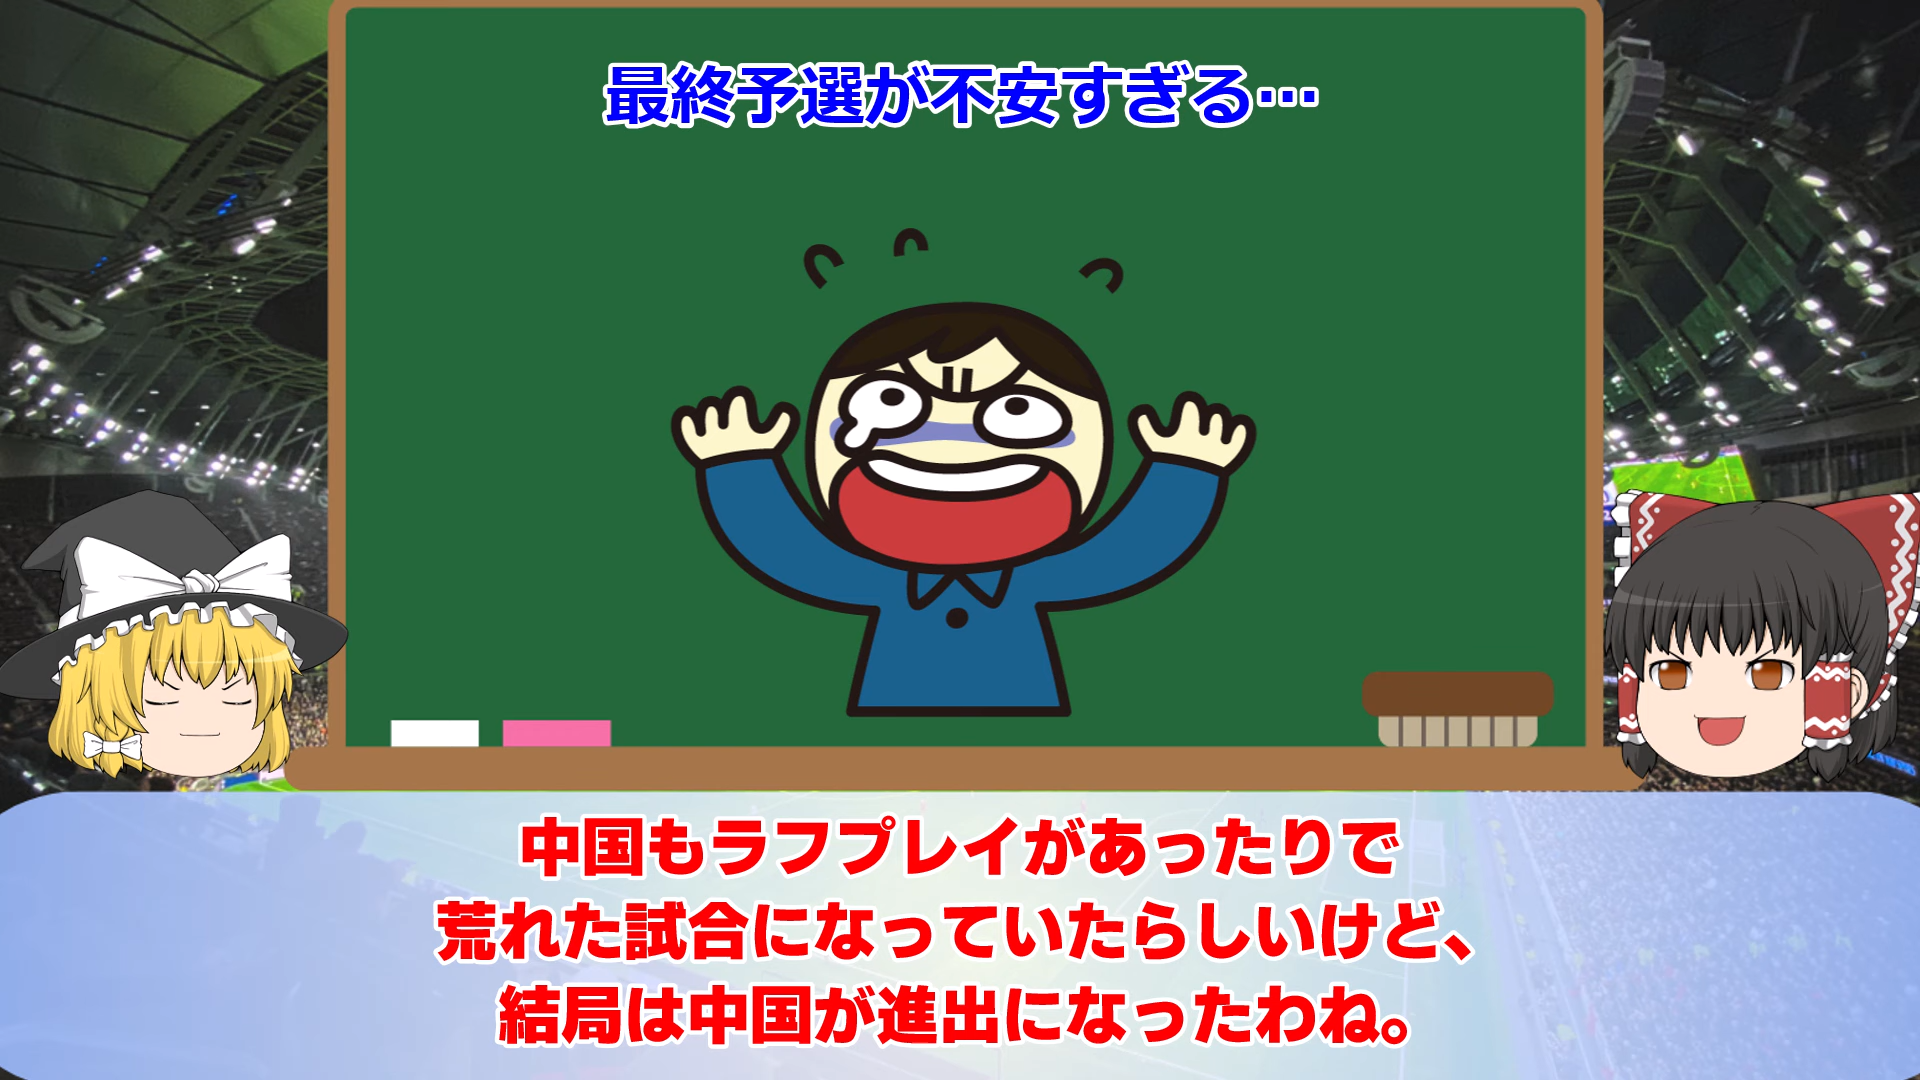 最終予選が不安すぎる…
中国もラフプレイがあったりで
荒れた試合になっていたらしいけど、
結局は中国が進出になったわね。